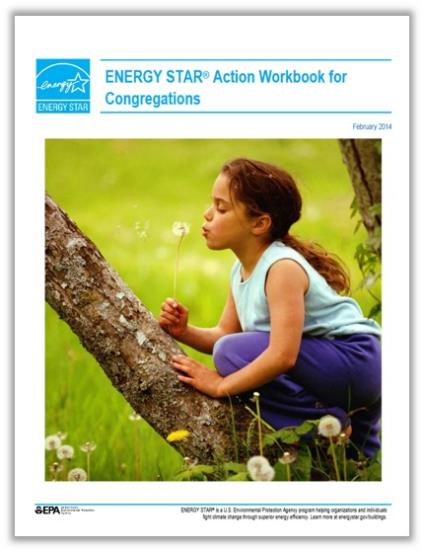 energy
ENERGY STAR
ENERGY STAR® Action Workbook for
Congregations
February 2014
EPA
ENERGY STAR® is a U.S. Environmental Protection Agency program helping organizations and individuals
fight climate change through superior energy efficiency. Learn more at energystar.gov/buildings.